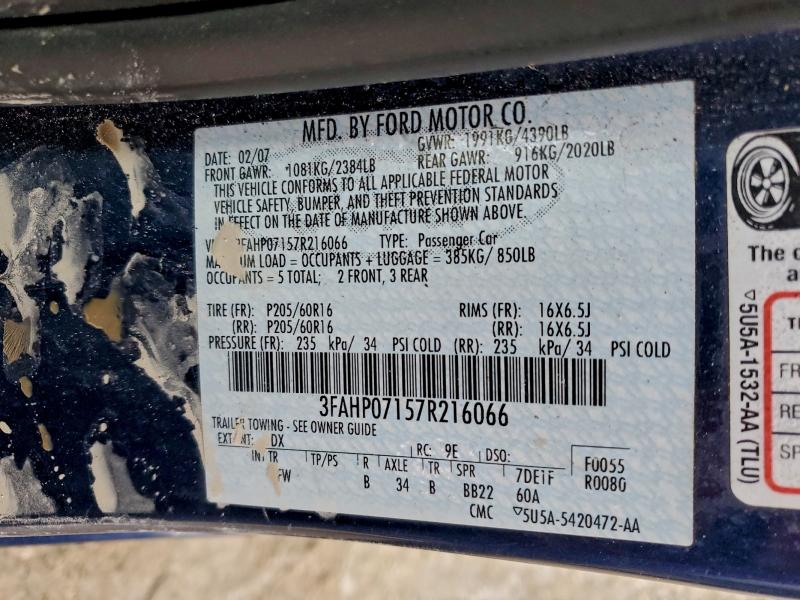 MFD. BY FORD MOTOR CO.
DATE: 02/07
GVWR: 1991KG/4390LB
FRONT GAWR: 1081KG/2384LB
REAR GAWR: 916KG/2020LB
THIS VEHICLE CONFORMS TO ALL APPLICABLE FEDERAL MOTOR
VEHICLE SAFETY, BUMPER, AND THEFT PREVENTION STANDARDS
IN EFFECT ON THE DATE OF MANUFACTURE SHOWN ABOVE.
3FAHP07157R216066 TYPE: Passenger Car
LOAD = OCCUPANTS + LUGGAGE = 385KG/ 850LB
OCCUPANTS = 5 TOTAL; 2 FRONT, 3 REAR
TIRE (FR): P205/60R16 RIMS (FR): 16X6.5J
(RR): P205/60R16 (RR): 16X6.5J
PRESSURE (FR): 235 kPa/ 34 PSI COLD (RR): 235 kPa/ 34 PSI COLD
3FAHP07157R216066
TRAILER TOWING - SEE OWNER GUIDE
DX RC: 9E DSO: F0055
INT TR TP/PS R AXLE TR SPR 7DE1F R0080
FW B 34 B BB22 60A
CMC ▽5U5A-5420472-AA
The
▽5U5A-1532-AA (TLU)